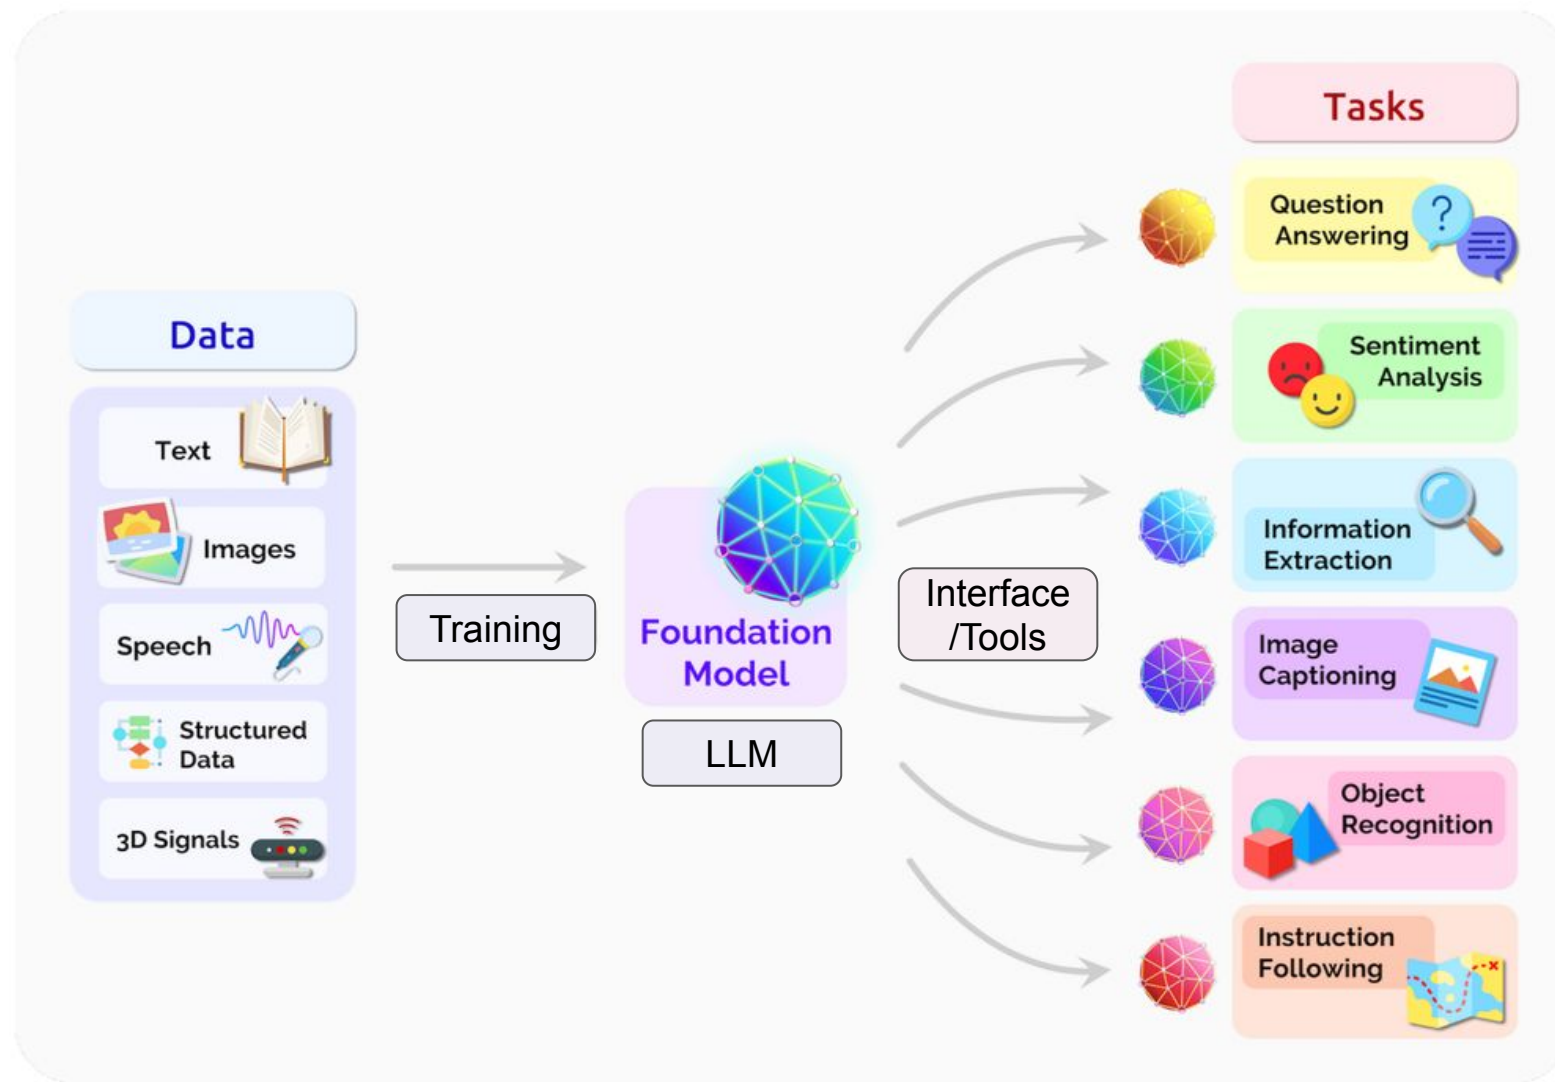 Data
Text
Images
Speech
Structured
Data
3D Signals
Training
Foundation
Model
LLM
Interface
/Tools
Tasks
Question
Answering
?
Sentiment
Analysis
Information
Extraction
Image
Captioning
Object
Recognition
Instruction
Following